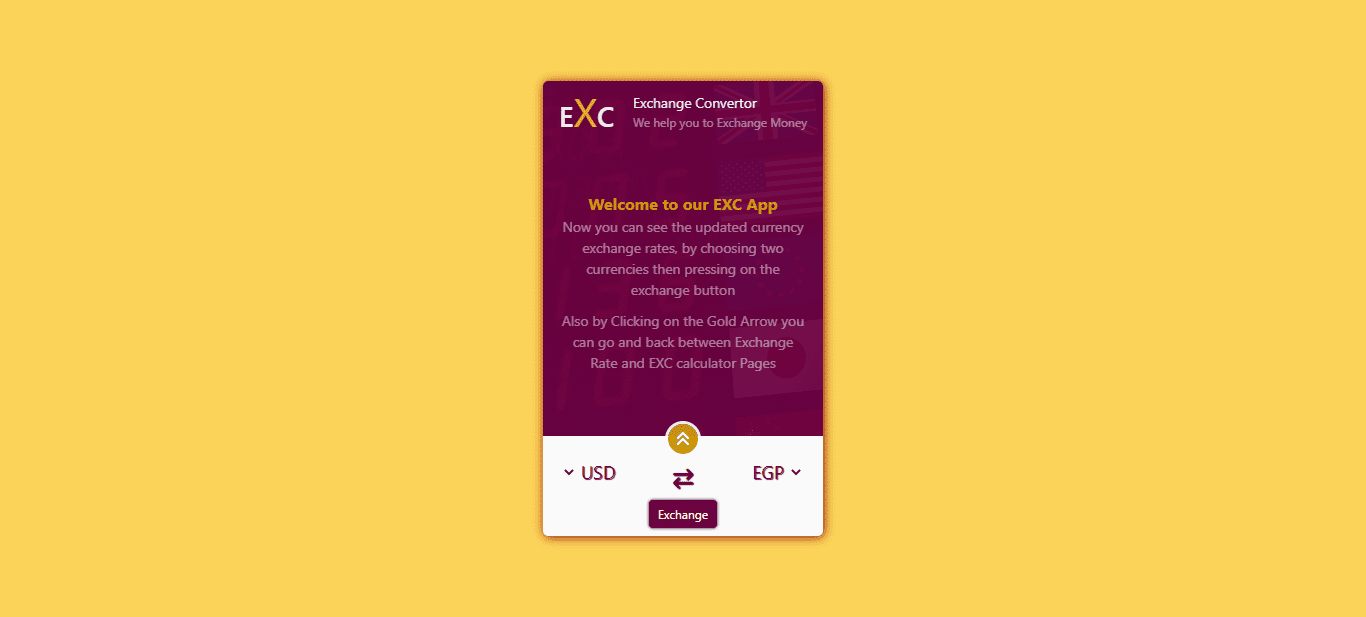 EXC
Exchange Convertor
We help you to Exchange Money
Welcome to our EXC App
Now you can see the updated currency
exchange rates, by choosing two
currencies then pressing on the
exchange button
Also by Clicking on the Gold Arrow you
can go and back between Exchange
Rate and EXC calculator Pages
USD
EGP
Exchange